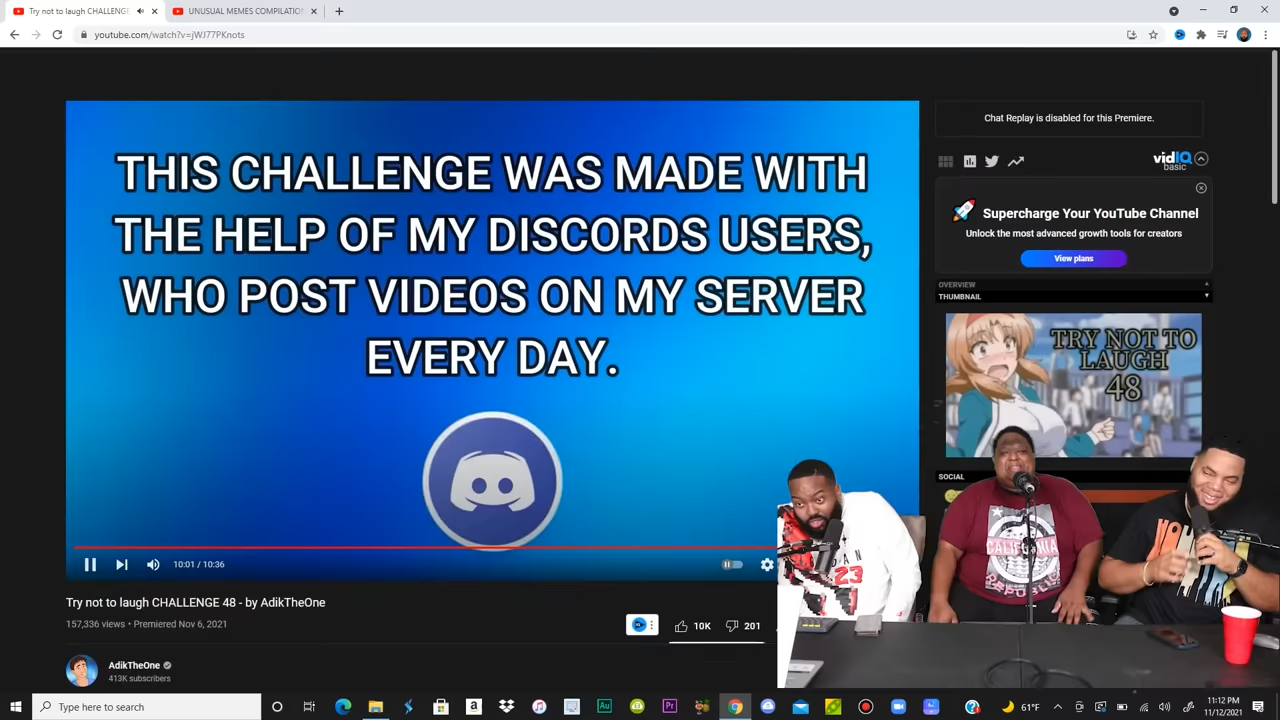 Try not to laugh CHALLENGE
UNUSUAL MEMES COMPILATION
youtube.com/watch?v=jWJ77PKnots
THIS CHALLENGE WAS MADE WITH
THE HELP OF MY DISCORDS USERS,
WHO POST VIDEOS ON MY SERVER
EVERY DAY.
10:01 / 10:36
Try not to laugh CHALLENGE 48 - by AdikTheOne
157,336 views • Premiered Nov 6, 2021
10K
201
AdikTheOne
413K subscribers
Chat Replay is disabled for this Premiere.
vidIQ
basic
Supercharge Your YouTube Channel
Unlock the most advanced growth tools for creators
View plans
OVERVIEW
THUMBNAIL
TRY NOT TO
LAUGH
48
SOCIAL
CALIFORNIA
REPUBLIC
23
Type here to search
61°F
11:12 PM
11/12/2021